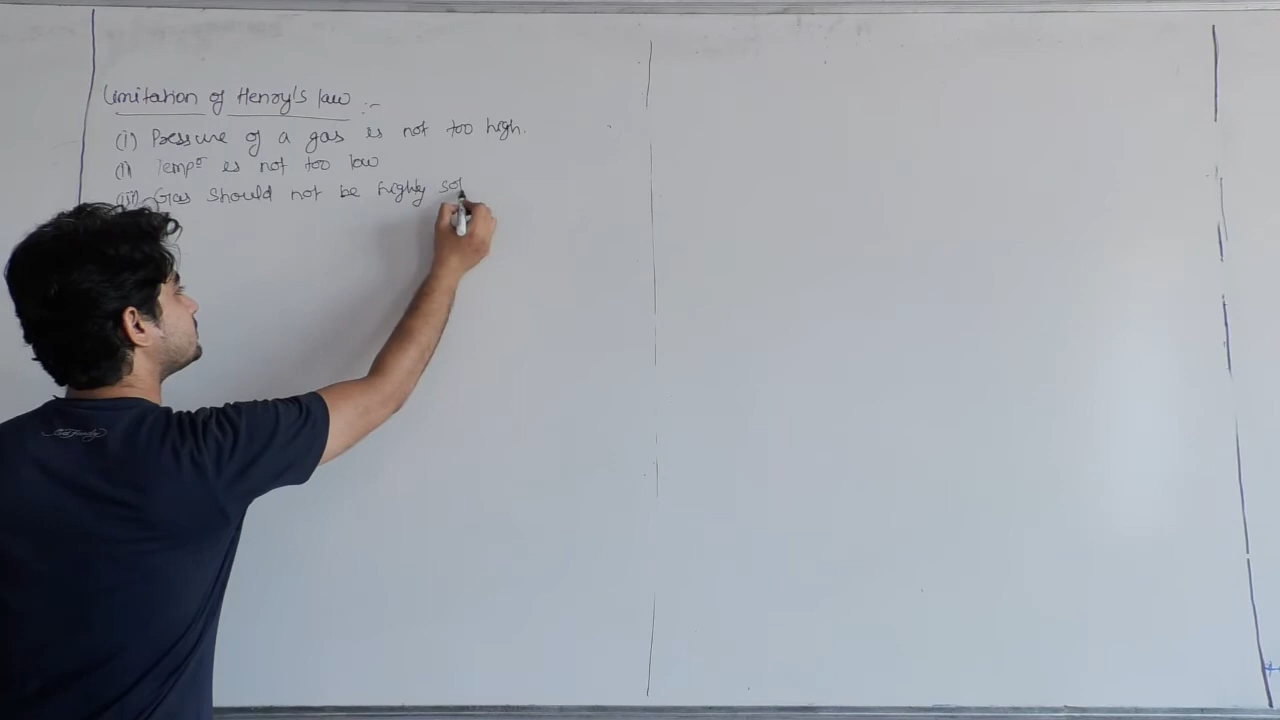 Limitation of Henry's law :-
(i) Pressure of a gas is not too high.
(ii) Tempr is not too low
(iii) Gas should not be highly sol